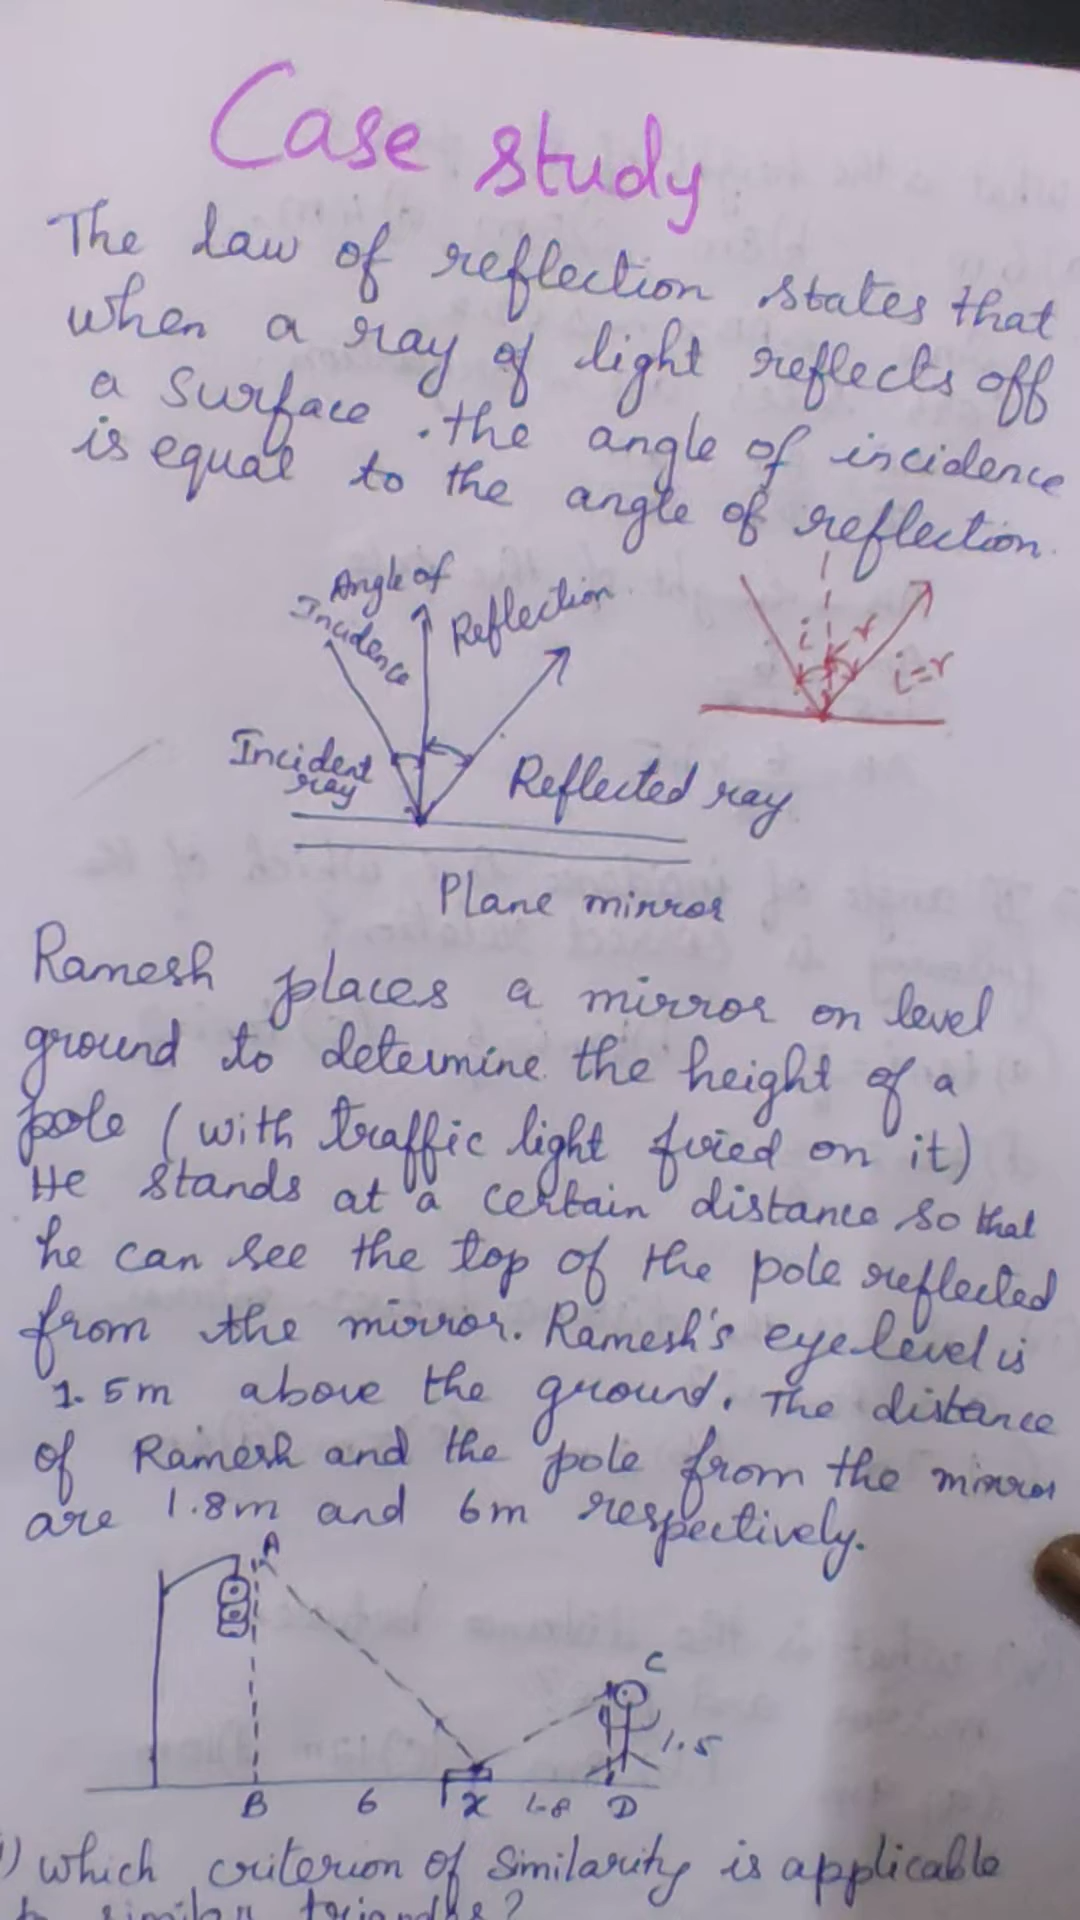 Case study
The law of reflection states that
when a ray of light reflects off
a surface. the angle of incidence
is equal to the angle of reflection.
Angle of
Incidence
Reflection
i r
i=r
Incident
ray
Reflected ray
Plane mirror
Ramesh places a mirror on level
ground to determine the height of a
pole (with traffic light fixed on it)
He stands at a certain distance so that
he can see the top of the pole reflected
from the mirror. Ramesh's eye level is
1.5m above the ground. The distance
of Ramesh and the pole from the mirror
are 1.8m and 6m respectively.
A
C
1.5
B 6 X 1.8 D
) which criterion of similarity is applicable
similar triangles?